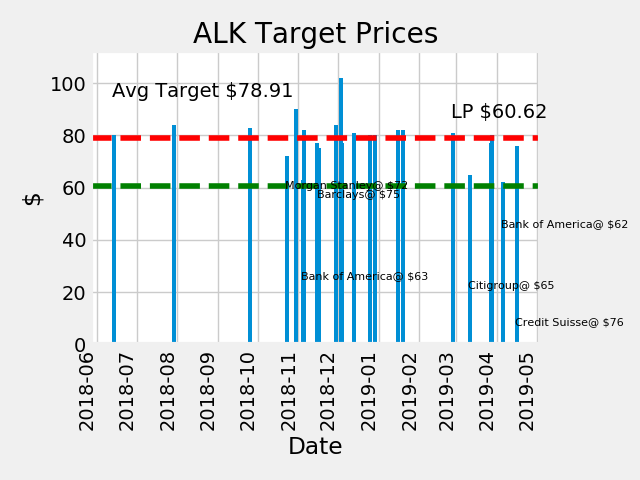 ALK Target Prices
Avg Target $78.91
LP $60.62
Morgan Stanley@ $72
Barclays@ $75
Bank of America@ $62
Bank of America@ $63
Citigroup@ $65
Credit Suisse@ $76
$
100
80
60
40
20
0
2018-06
2018-07
2018-08
2018-09
2018-10
2018-11
2018-12
2019-01
2019-02
2019-03
2019-04
2019-05
Date